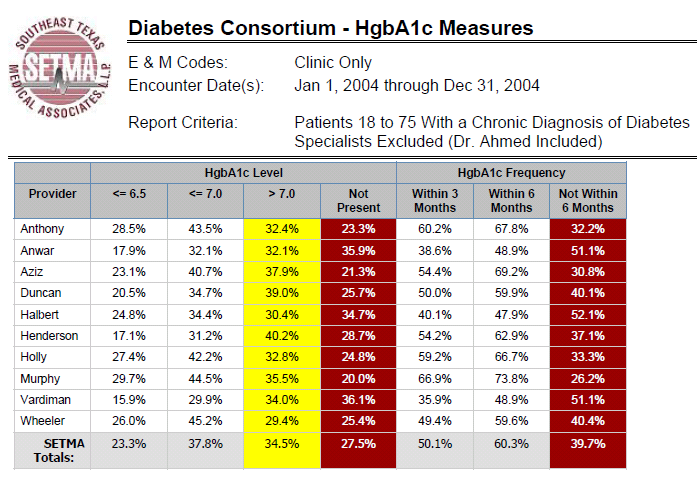 SOUTHEAST TEXAS
SETMA
MEDICAL ASSOCIATES, L.L.P.
Diabetes Consortium - HgbA1c Measures
E & M Codes: Clinic Only
Encounter Date(s): Jan 1, 2004 through Dec 31, 2004
Report Criteria: Patients 18 to 75 With a Chronic Diagnosis of Diabetes
Specialists Excluded (Dr. Ahmed Included)
HgbA1c Level HgbA1c Frequency
Provider <= 6.5 <= 7.0 > 7.0 Not Within 3 Within 6 Not Within
Present Months Months 6 Months
Anthony 28.5% 43.5% 32.4% 23.3% 60.2% 67.8% 32.2%
Anwar 17.9% 32.1% 32.1% 35.9% 38.6% 48.9% 51.1%
Aziz 23.1% 40.7% 37.9% 21.3% 54.4% 69.2% 30.8%
Duncan 20.5% 34.7% 39.0% 25.7% 50.0% 59.9% 40.1%
Halbert 24.8% 34.4% 30.4% 34.7% 40.1% 47.9% 52.1%
Henderson 17.1% 31.2% 40.2% 28.7% 54.2% 62.9% 37.1%
Holly 27.4% 42.2% 32.8% 24.8% 59.2% 66.7% 33.3%
Murphy 29.7% 44.5% 35.5% 20.0% 66.9% 73.8% 26.2%
Vardiman 15.9% 29.9% 34.0% 36.1% 35.9% 48.9% 51.1%
Wheeler 26.0% 45.2% 29.4% 25.4% 49.4% 59.6% 40.4%
SETMA 23.3% 37.8% 34.5% 27.5% 50.1% 60.3% 39.7%
Totals: